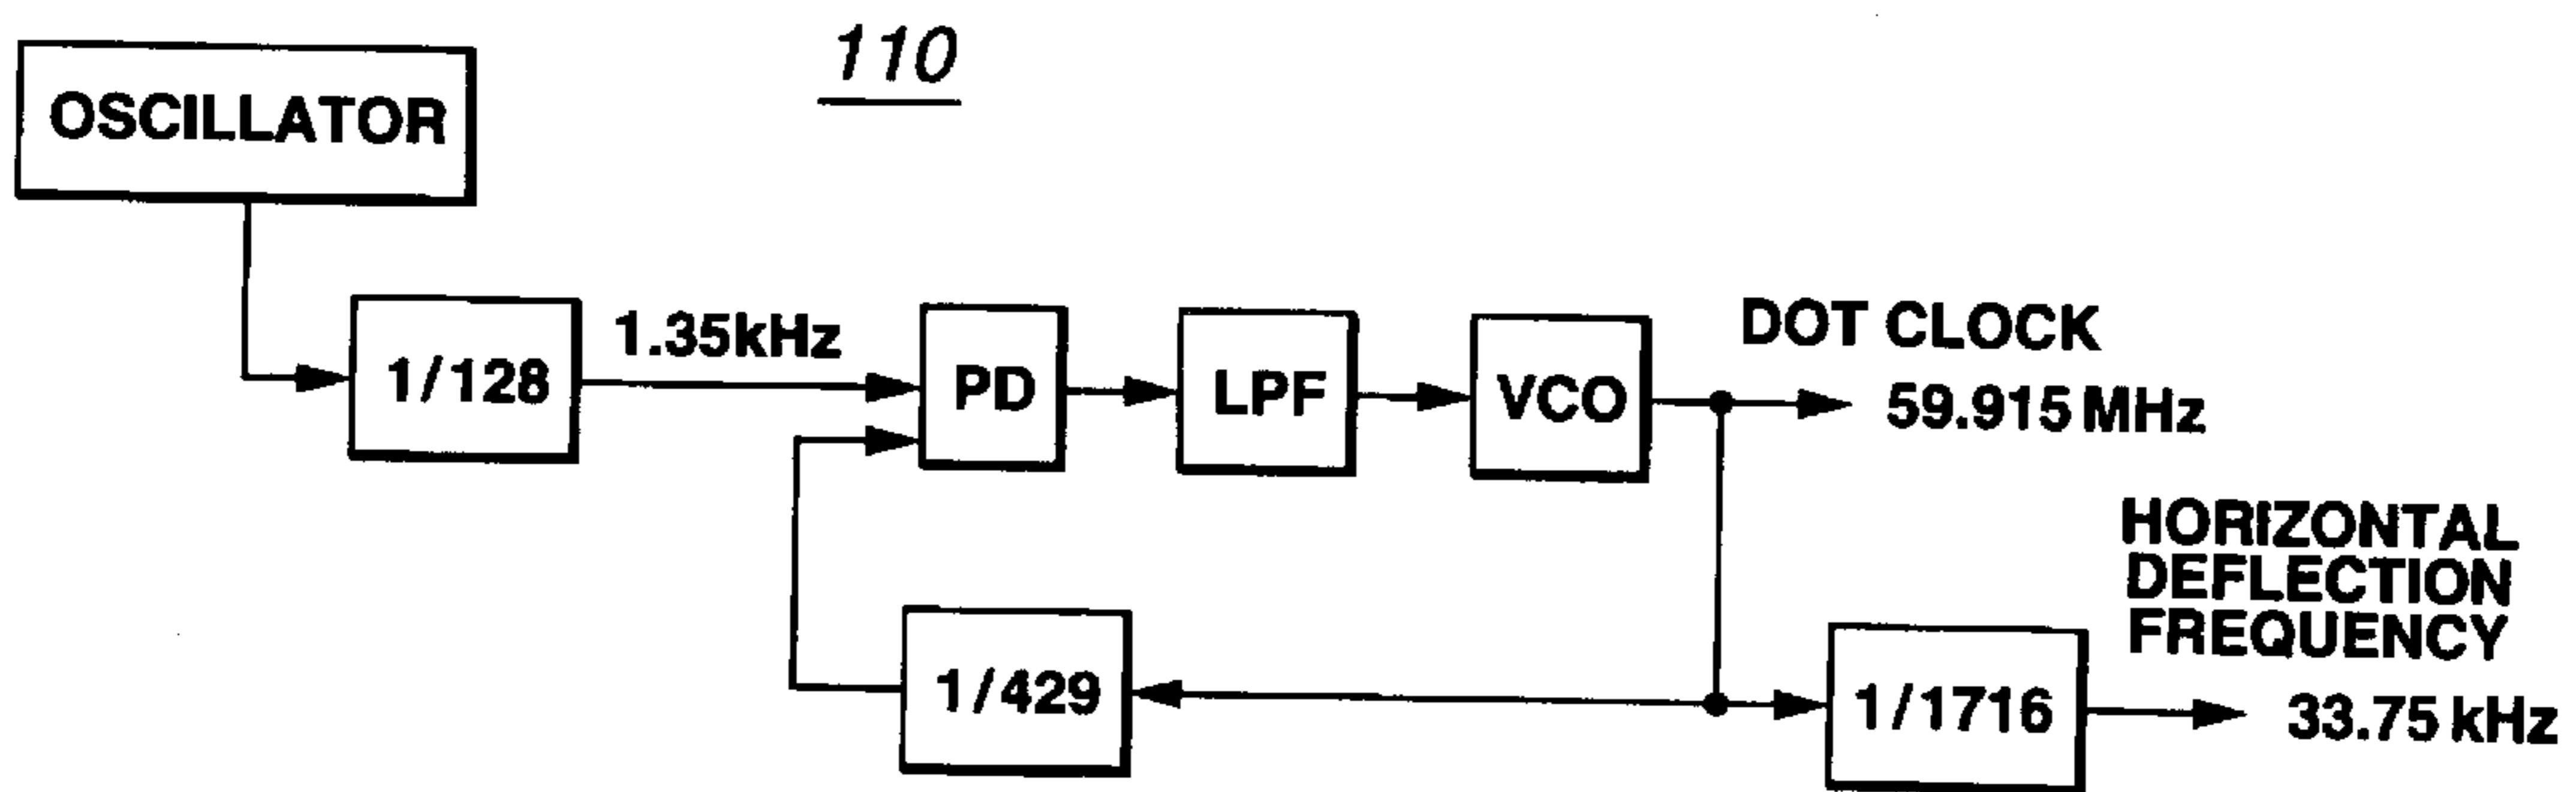 110
OSCILLATOR
1/128
1.35kHz
PD
LPF
VCO
DOT CLOCK
59.915 MHz
HORIZONTAL
DEFLECTION
FREQUENCY
1/429
1/1716
33.75 kHz